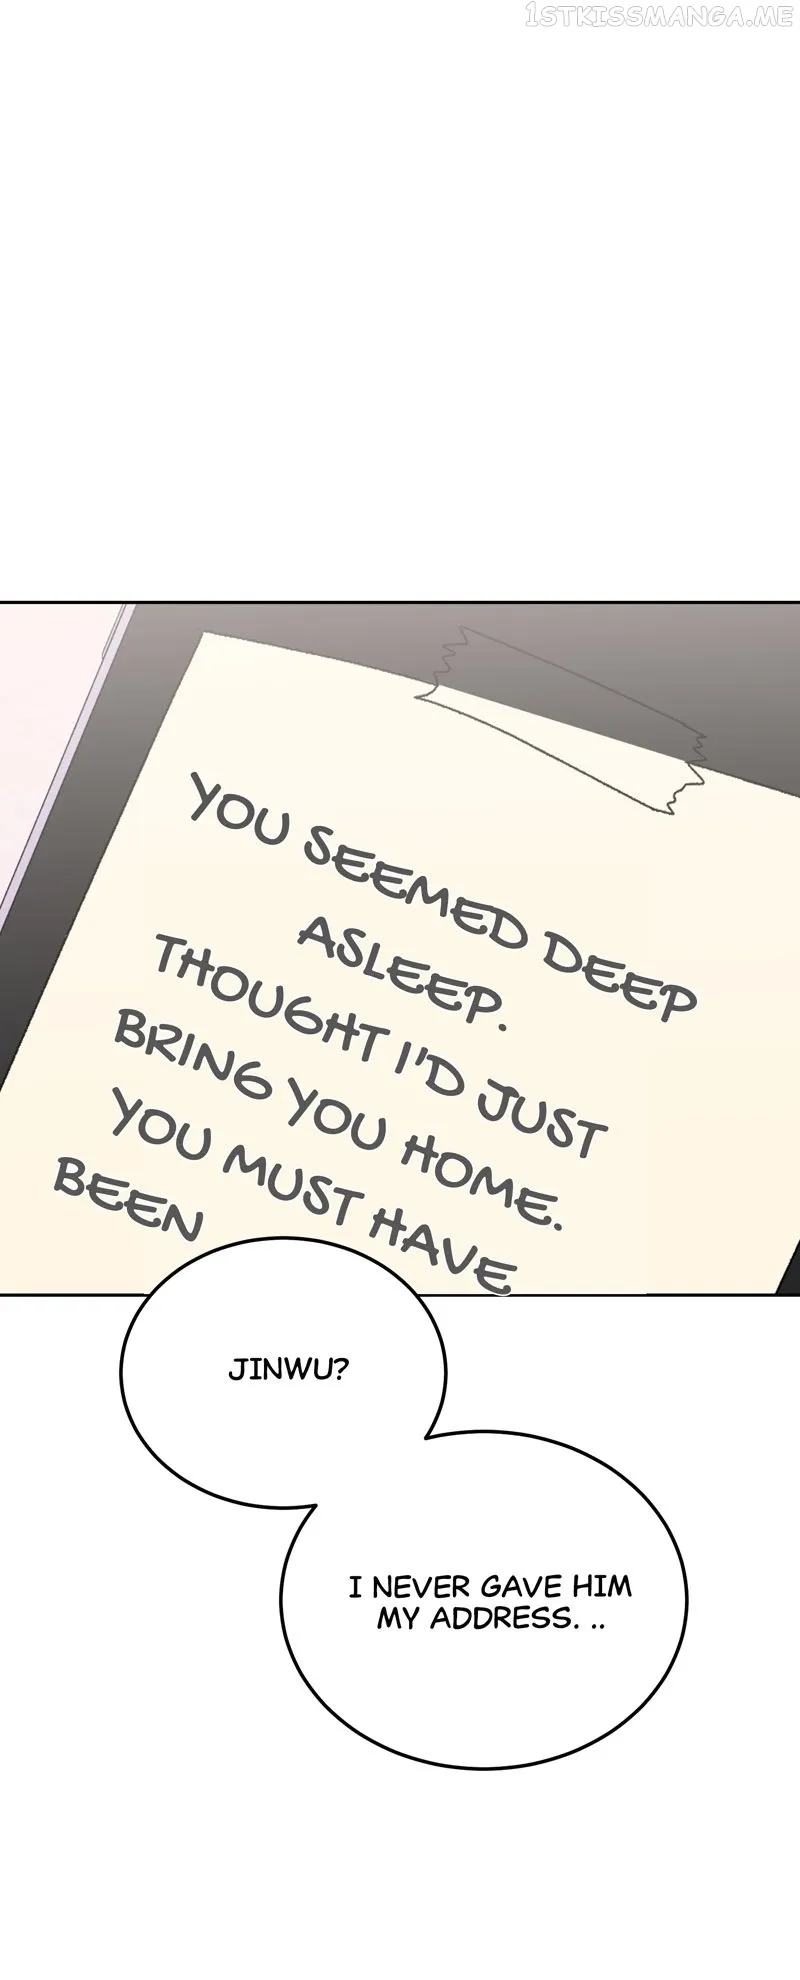 1STKISSMANGA.ME
YOU SEEMED DEEP
ASLEEP.
THOUGHT I'D JUST
BRING YOU HOME.
YOU MUST HAVE
BEEN
JINWU?
I NEVER GAVE HIM
MY ADDRESS. ..